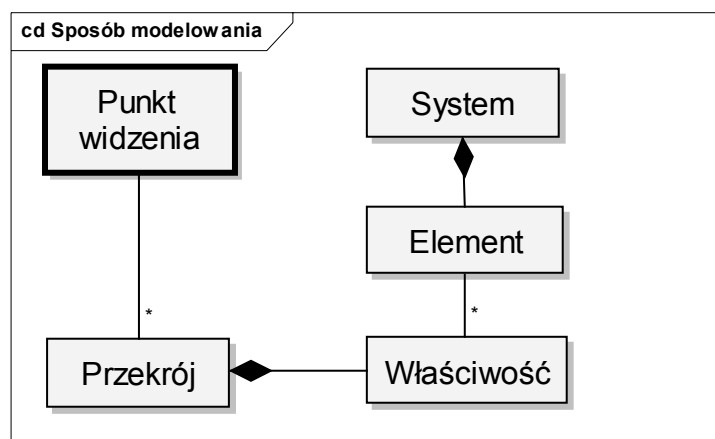 cd Sposób modelowania
Punkt
widzenia
System
Element
*
*
Przekrój
Właściwość